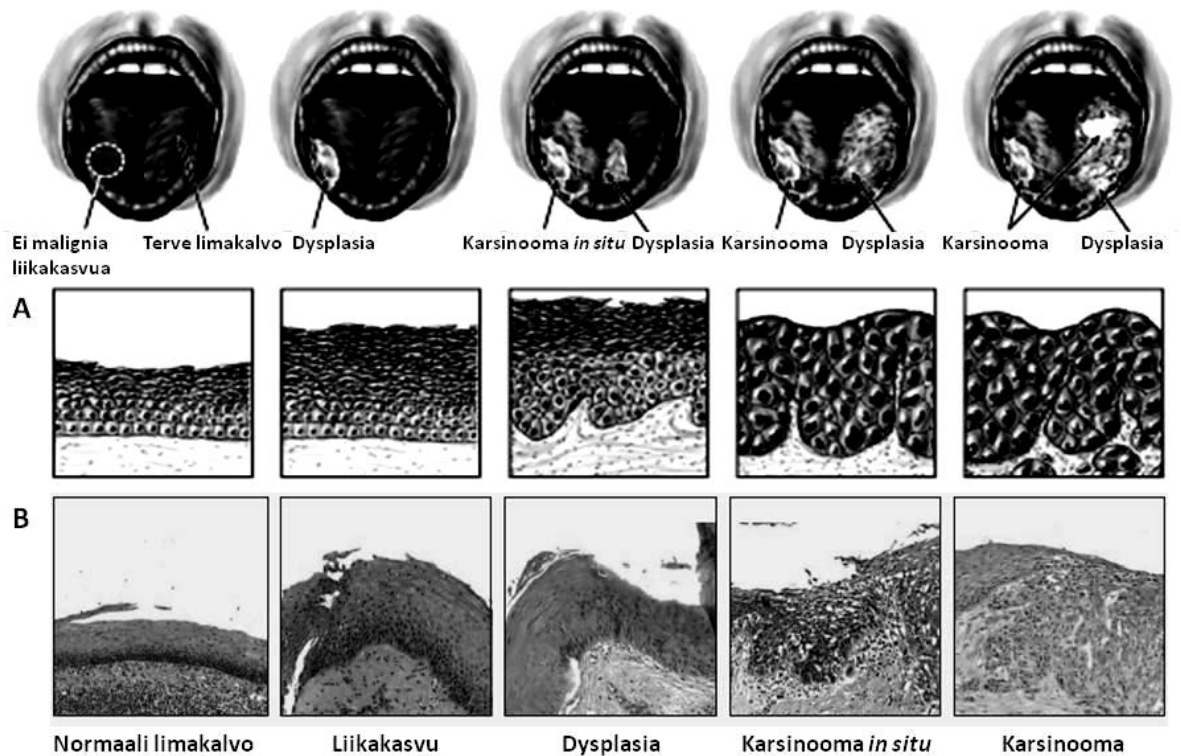 Ei malignia
liikakasvua
Terve limakalvo
Dysplasia
Karsinooma in situ
Dysplasia
Karsinooma
Dysplasia
Karsinooma
Dysplasia
A
B
Normaali limakalvo
Liikakasvu
Dysplasia
Karsinooma in situ
Karsinooma